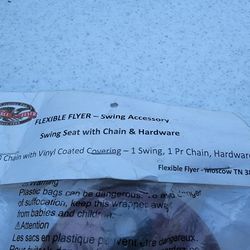 FLEXIBLE FLYER – Swing Accessory
Swing Seat with Chain & Hardware
Chain with Vinyl Coated Covering – 1 Swing, 1 Pr Chain, Hardware
Flexible Flyer - Moscow TN 3
Warning
Plastic bags can be dangerous. To avoid danger
of suffocation, keep this wrapper away
from babies and children.
⚠Attention
Les sacs en plastique peuvent être dangereux.